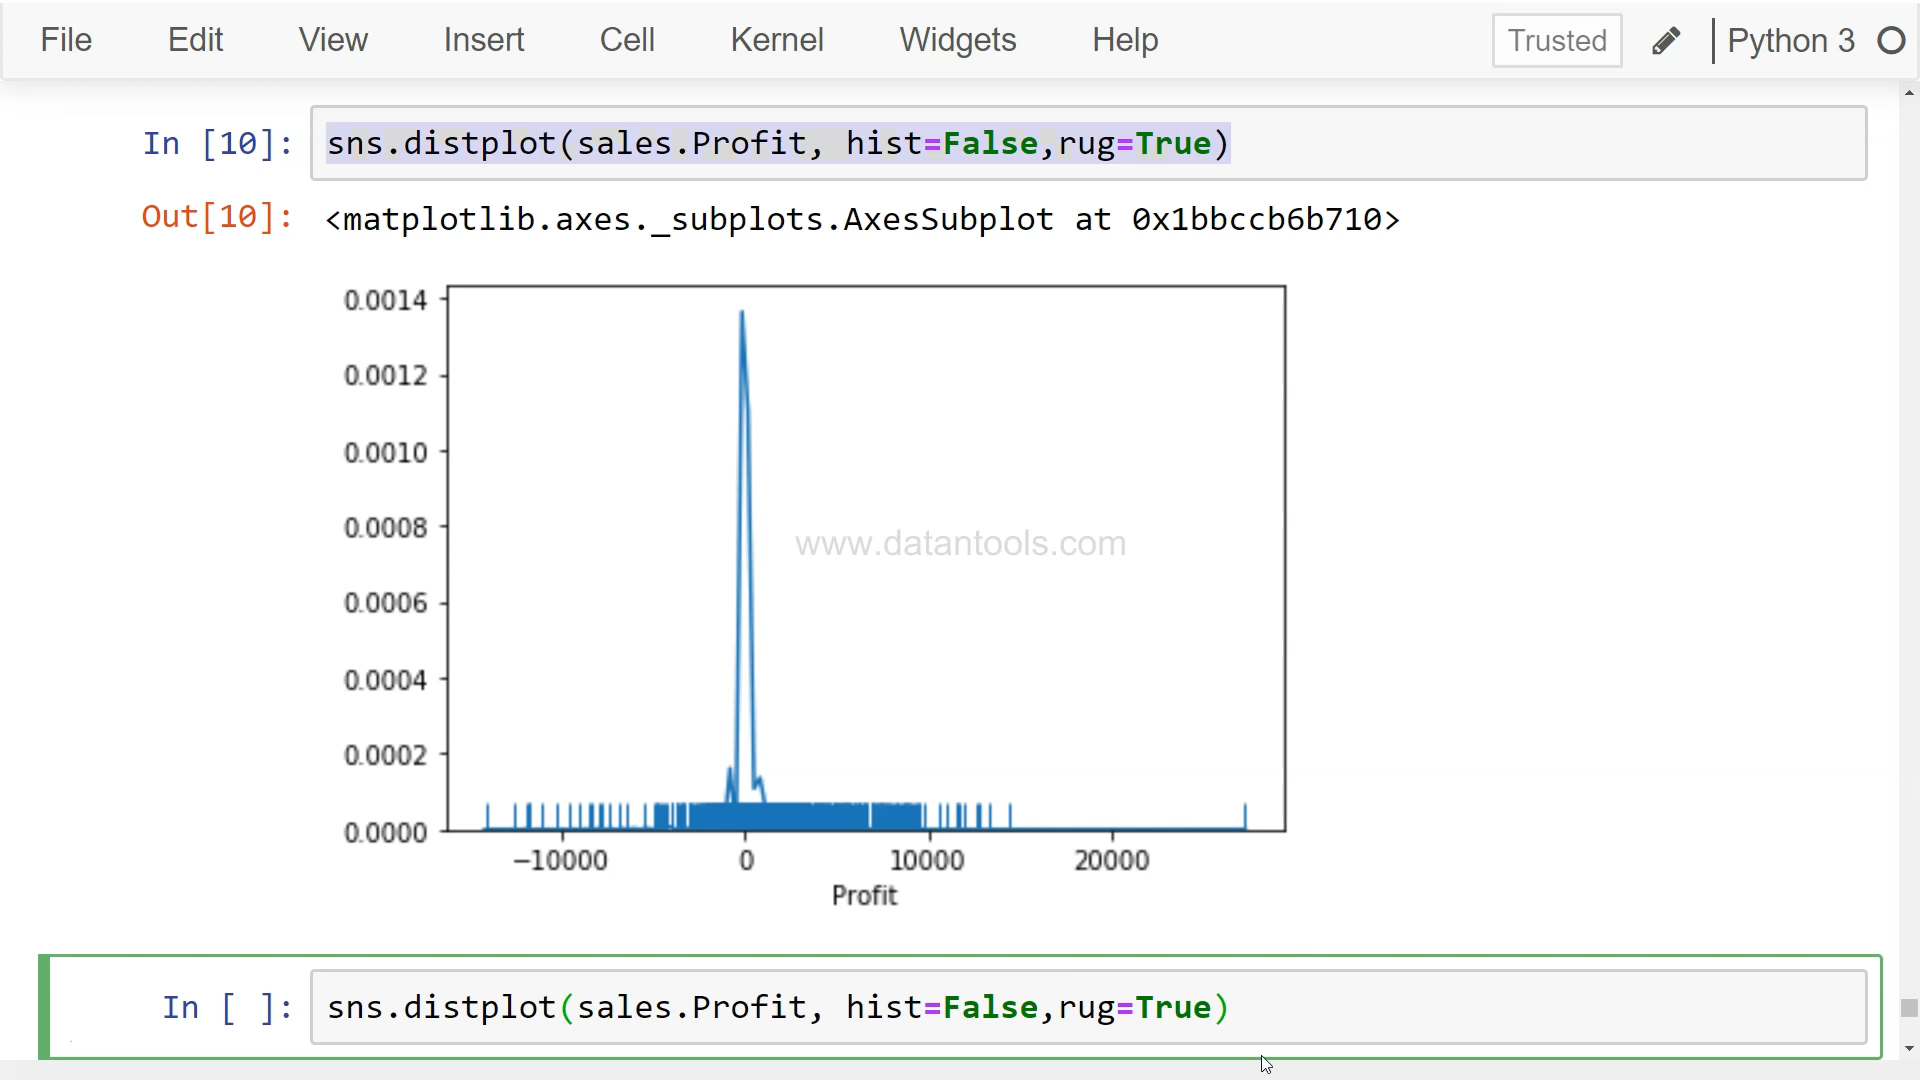 File Edit View Insert Cell Kernel Widgets Help Trusted Python 3
In [10]: sns.distplot(sales.Profit, hist=False,rug=True)
Out[10]: <matplotlib.axes._subplots.AxesSubplot at 0x1bbccb6b710>
0.0014
0.0012
0.0010
0.0008
www.datantools.com
0.0006
0.0004
0.0002
0.0000
−10000 0 10000 20000
Profit
In [ ]: sns.distplot(sales.Profit, hist=False,rug=True)